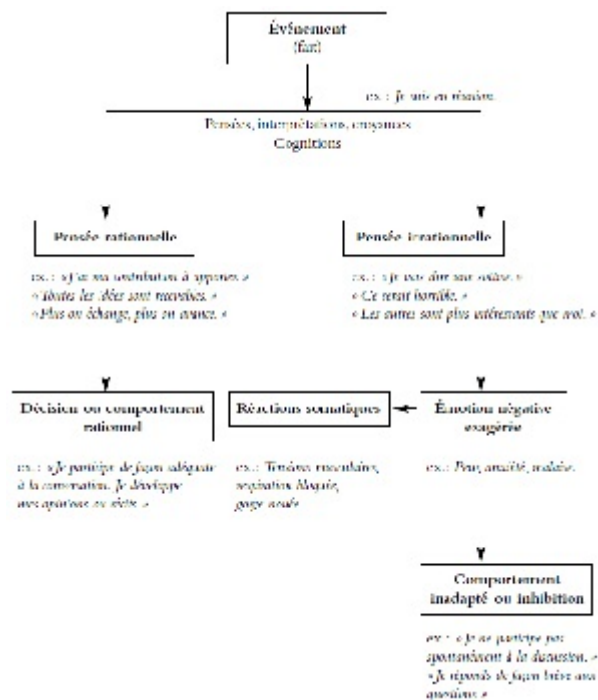 Événement
(fait)
ex. : Je suis en réunion.
Pensées, interprétations, croyances
Cognitions
Pensée rationnelle
Pensée irrationnelle
ex. : « J'ai ma contribution à apporter. »
« Toutes les idées sont recevables. »
« Plus on échange, plus on avance. »
ex. : « Je vais dire une sottise. »
« Ce serait horrible. »
« Les autres sont plus intéressants que moi. »
Décision ou comportement
rationnel
Réactions somatiques
Émotion négative
exagérée
ex. : « Je participe de façon adéquate
à la conversation. Je développe
mes opinions ou récits. »
ex. : Tensions musculaires,
respiration bloquée,
gorge nouée
ex. : Peur, anxiété, malaise.
Comportement
inadapté ou inhibition
ex. : « Je ne participe pas
spontanément à la discussion. »
« Je réponds de façon brève aux
questions. »